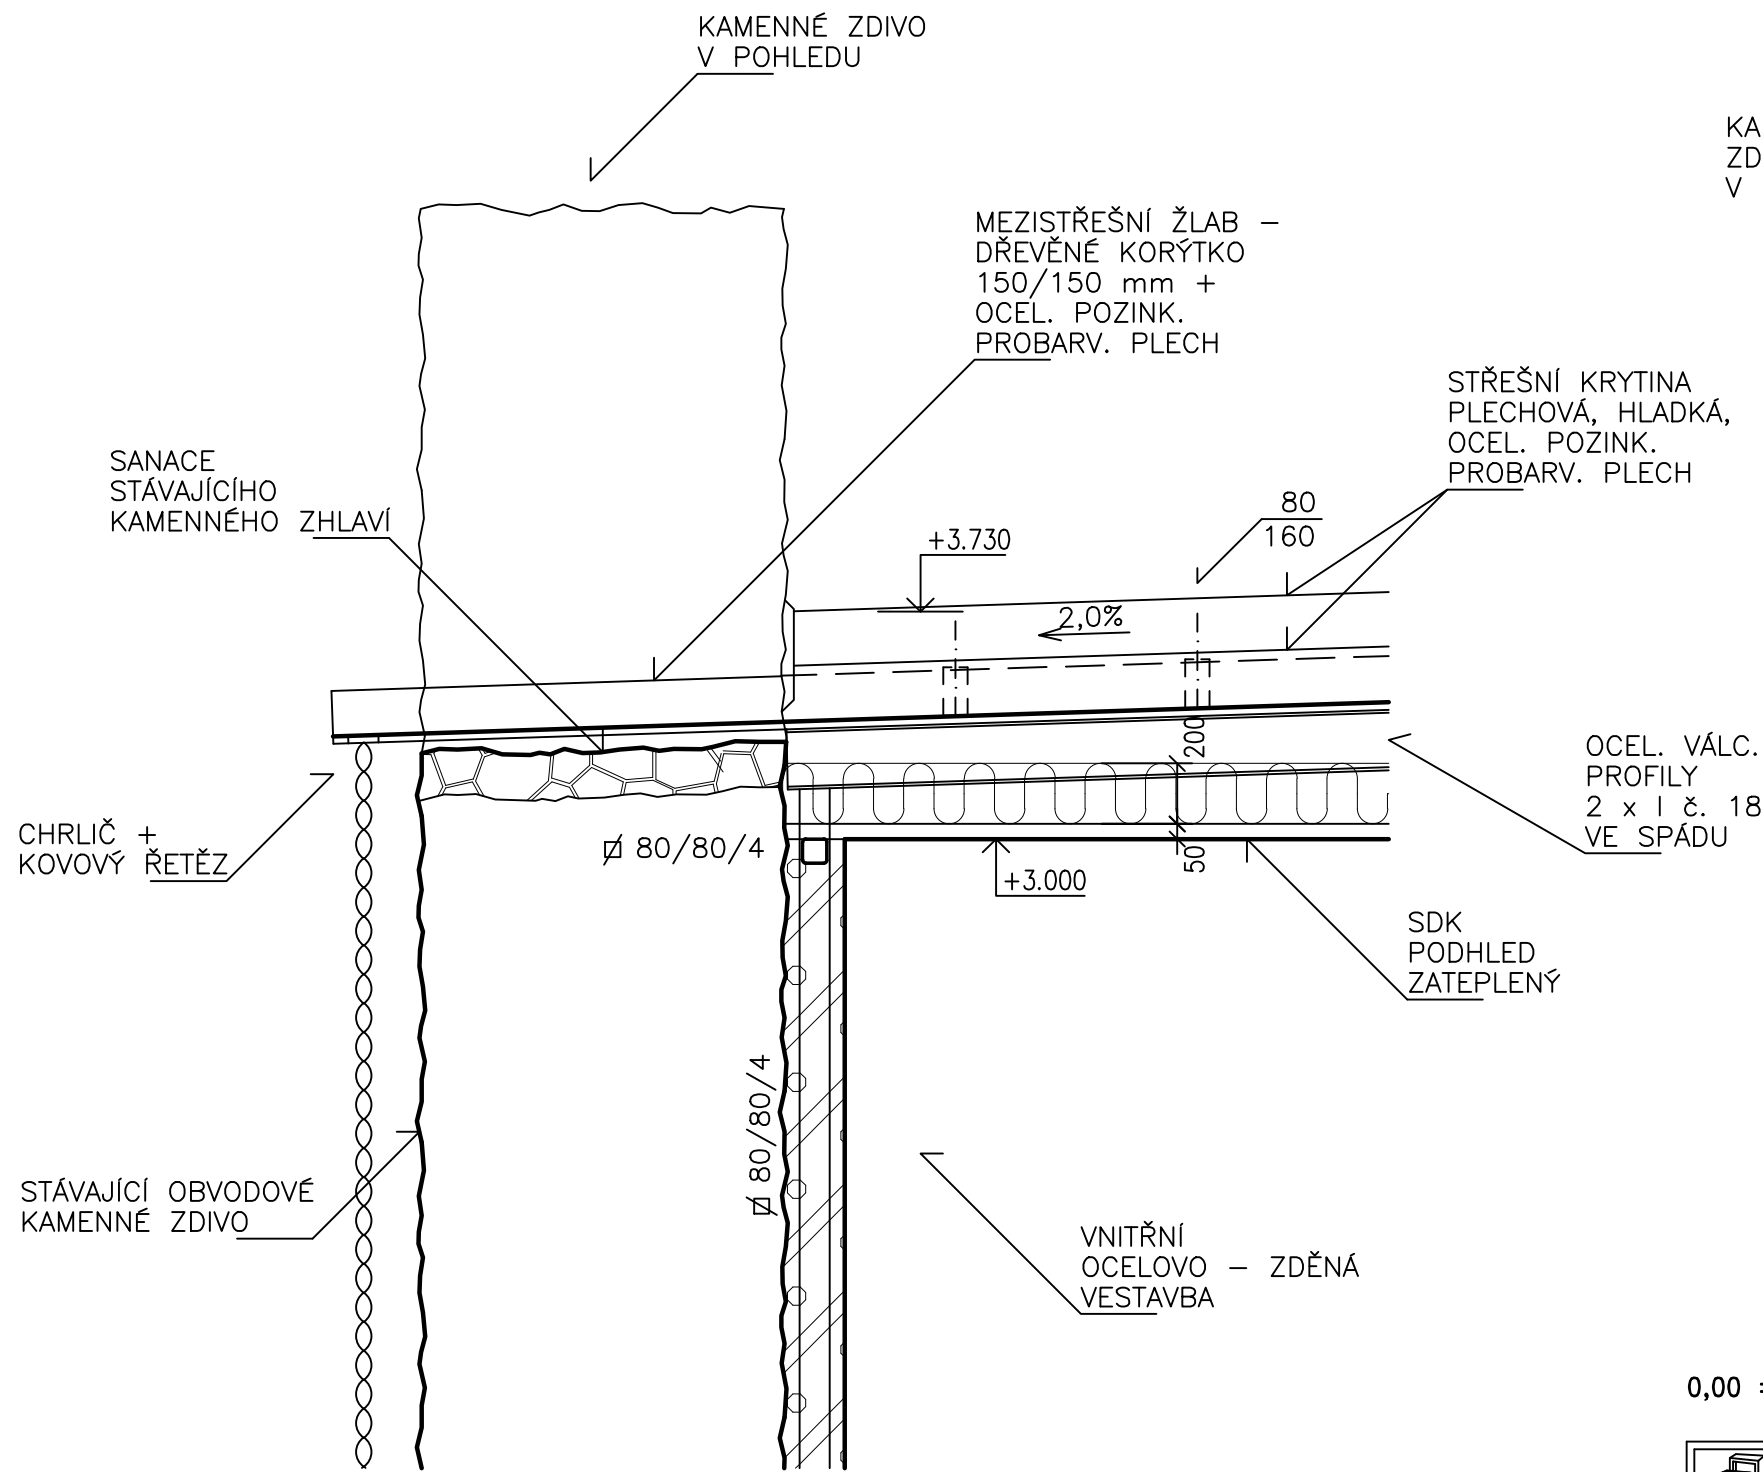 KAMENNÉ ZDIVO
V POHLEDU
KA
ZD
V
MEZISTŘEŠNÍ ŽLAB –
DŘEVĚNÉ KORÝTKO
150/150 mm +
OCEL. POZINK.
PROBARV. PLECH
STŘEŠNÍ KRYTINA
PLECHOVÁ, HLADKÁ,
OCEL. POZINK.
PROBARV. PLECH
SANACE
STÁVAJÍCÍHO
KAMENNÉHO ZHLAVÍ
80
160
+3.730
2,0%
200
OCEL. VÁLC.
PROFILY
2 x I č. 18
VE SPÁDU
CHRLIČ +
KOVOVÝ ŘETĚZ
80/80/4
50
+3.000
SDK
PODHLED
ZATEPLENÝ
80/80/4
STÁVAJÍCÍ OBVODOVÉ
KAMENNÉ ZDIVO
VNITŘNÍ
OCELOVO – ZDĚNÁ
VESTAVBA
0,00 =